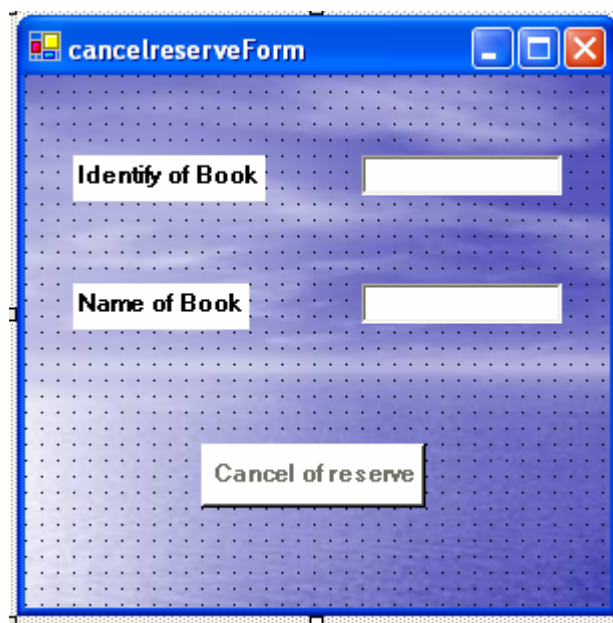 cancelreserveForm
Identify of Book
Name of Book
Cancel of reserve